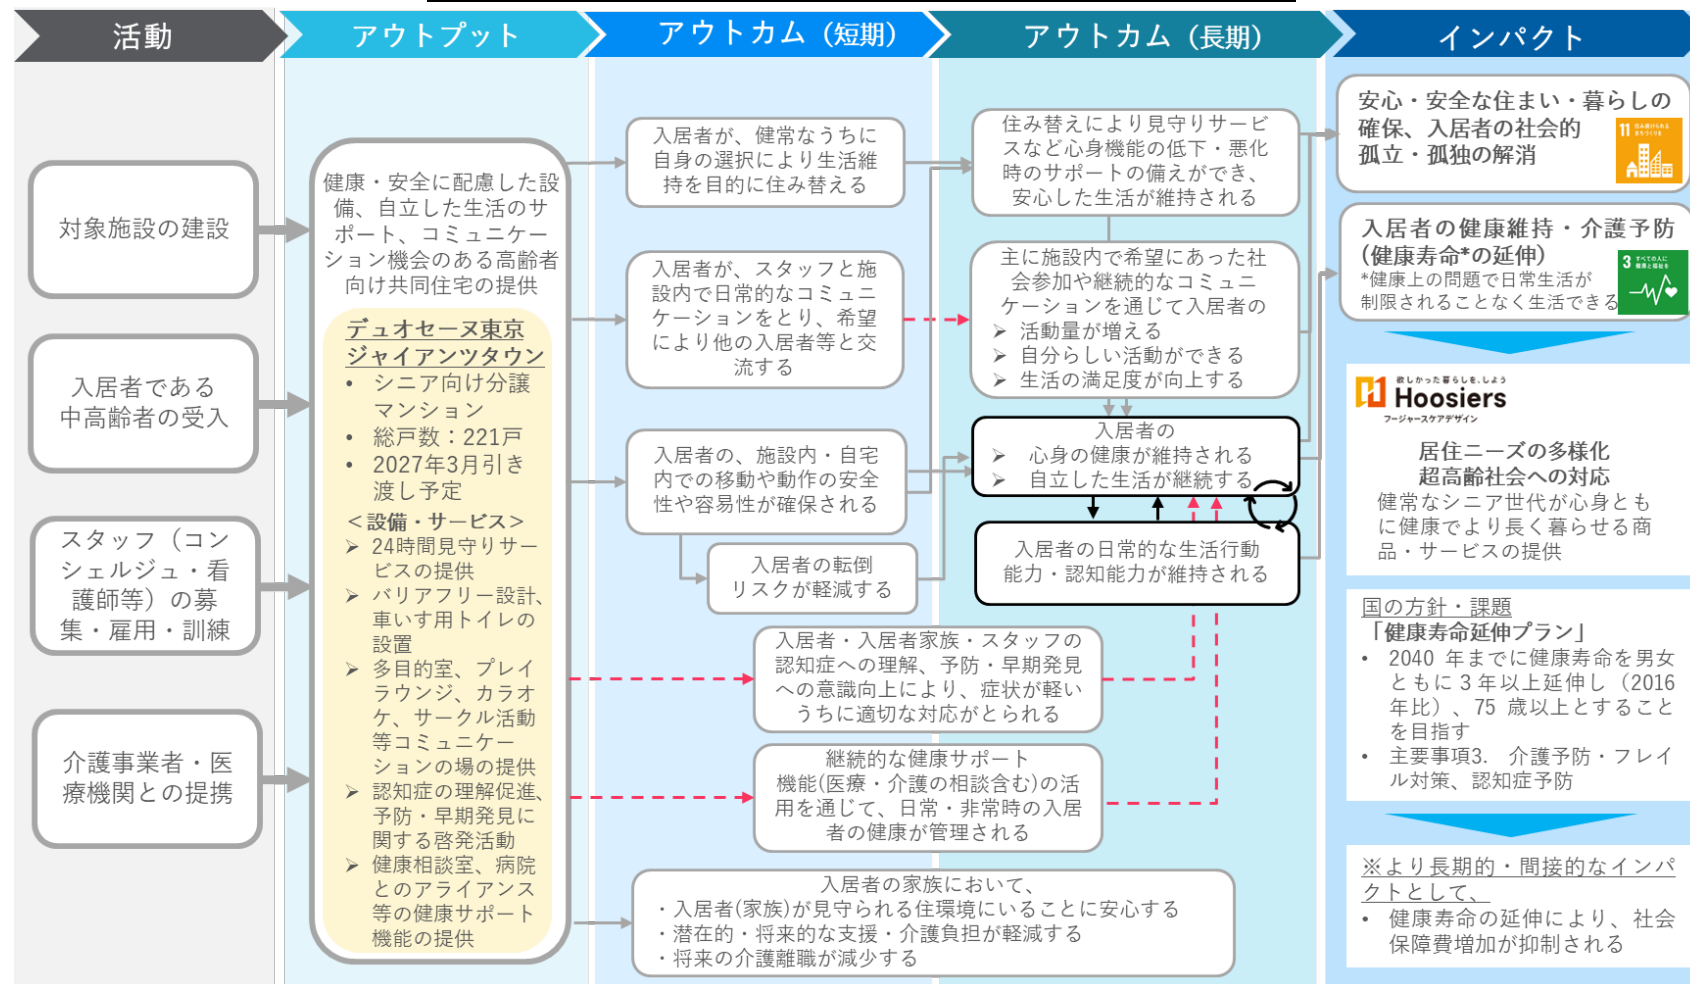 活動
アウトプット
アウトカム（短期）
アウトカム（長期）
インパクト
対象施設の建設
入居者である
中高齢者の受入
スタッフ（コン
シェルジュ・看
護師等）の募
集・雇用・訓練
介護事業者・医
療機関との提携
健康・安全に配慮した設
備、自立した生活のサ
ポート、コミュニケー
ション機会のある高齢者
向け共同住宅の提供
デュオセーヌ東京
ジャイアンツタウン
• シニア向け分譲
マンション
• 総戸数：221戸
• 2027年3月引き
渡し予定
＜設備・サービス＞
➢ 24時間見守りサー
ビスの提供
➢ バリアフリー設計、
車いす用トイレの
設置
➢ 多目的室、プレイ
ラウンジ、カラオ
ケ、サークル活動
等コミュニケー
ションの場の提供
➢ 認知症の理解促進、
予防・早期発見に
関する啓発活動
➢ 健康相談室、病院
とのアライアンス
等の健康サポート
機能の提供
入居者が、健常なうちに
自身の選択により生活維
持を目的に住み替える
入居者が、スタッフと施
設内で日常的なコミュニ
ケーションをとり、希望
により他の入居者等と交
流する
入居者の、施設内・自宅
内での移動や動作の安全
性や容易性が確保される
入居者の転倒
リスクが軽減する
入居者・入居者家族・スタッフの
認知症への理解、予防・早期発見
への意識向上により、症状が軽い
うちに適切な対応がとられる
継続的な健康サポート
機能(医療・介護の相談含む)の活
用を通じて、日常・非常時の入居
者の健康が管理される
入居者の家族において、
・入居者(家族)が見守られる住環境にいることに安心する
・潜在的・将来的な支援・介護負担が軽減する
・将来の介護離職が減少する
住み替えにより見守りサービ
スなど心身機能の低下・悪化
時のサポートの備えができ、
安心した生活が維持される
主に施設内で希望にあった社
会参加や継続的なコミュニ
ケーションを通じて入居者の
➢ 活動量が増える
➢ 自分らしい活動ができる
➢ 生活の満足度が向上する
入居者の
➢ 心身の健康が維持される
➢ 自立した生活が継続する
入居者の日常的な生活行動
能力・認知能力が維持される
安心・安全な住まい・暮らしの
確保、入居者の社会的
孤立・孤独の解消
11 住み続けられる
まちづくりを
入居者の健康維持・介護予防
(健康寿命*の延伸)
*健康上の問題で日常生活が
制限されることなく生活できる
3 すべての人に
健康と福祉を
欲しかった暮らしを、しよう
Hoosiers
フージャースケアデザイン
居住ニーズの多様化
超高齢社会への対応
健常なシニア世代が心身とも
に健康でより長く暮らせる商
品・サービスの提供
国の方針・課題
「健康寿命延伸プラン」
• 2040 年までに健康寿命を男女
ともに 3 年以上延伸し（2016
年比）、75 歳以上とすること
を目指す
• 主要事項3. 介護予防・フレイ
ル対策、認知症予防
※より長期的・間接的なインパ
クトとして、
• 健康寿命の延伸により、社会
保障費増加が抑制される